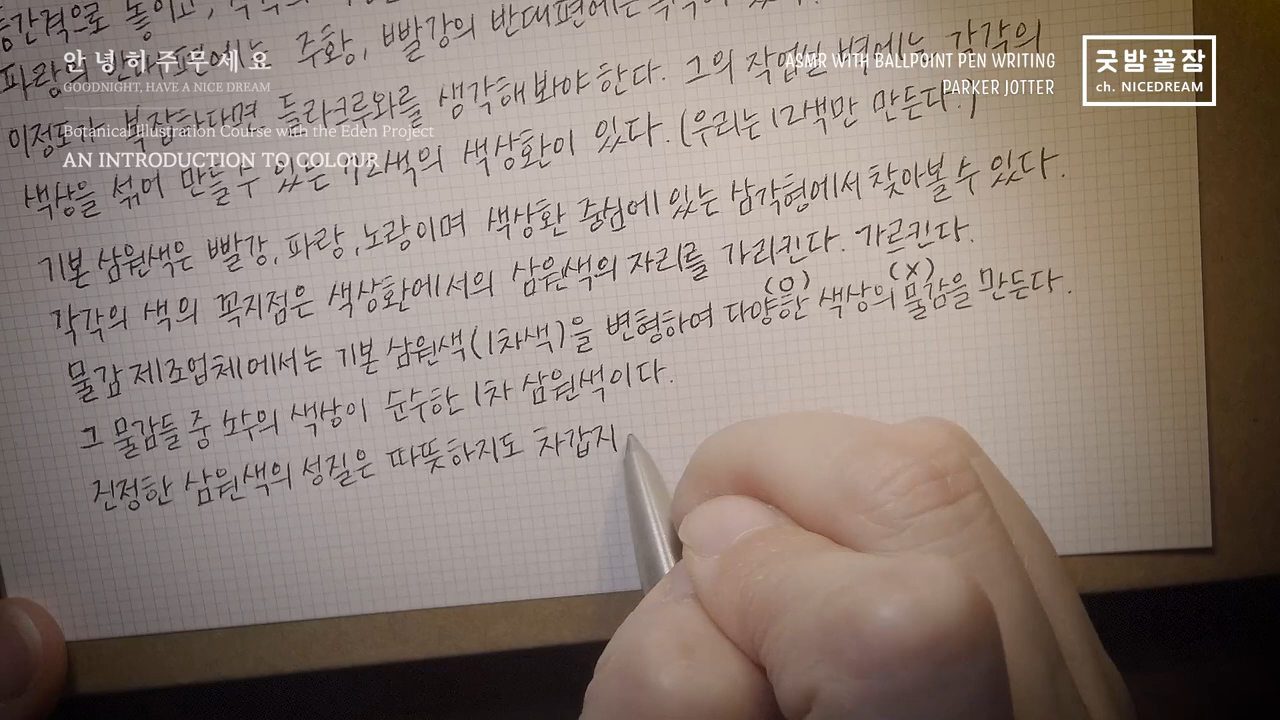 안녕히주무세요
GOODNIGHT, HAVE A NICE DREAM
Botanical Illustration Course with the Eden Project
AN INTRODUCTION TO COLOUR
ASMR WITH BALLPOINT PEN WRITING
PARKER JOTTER
굿밤꿀잠
ch. NICEDREAM
등간격으로 놓이고,
파랑의 반대편에는 주황, 빨강의 반대편에는
이정도가 복잡하다면 들라크루와를 생각해봐야 한다. 그의 작업실 벽에는 각각의
색상을 섞어 만들 수 있는 72색의 색상환이 있다. (우리는 12색만 만든다.)
기본 삼원색은 빨강, 파랑, 노랑이며 색상환 중심에 있는 삼각형에서 찾아볼 수 있다.
각각의 색의 꼭지점은 색상환에서의 삼원색의 자리를 가리킨다. 가르킨다.
(O) (X)
물감 제조업체에서는 기본 삼원색(1차색)을 변형하여 다양한 색상의 물감을 만든다.
그 물감들 중 소수의 색상이 순수한 1차 삼원색이다.
진정한 삼원색의 성질은 따뜻하지도 차갑지